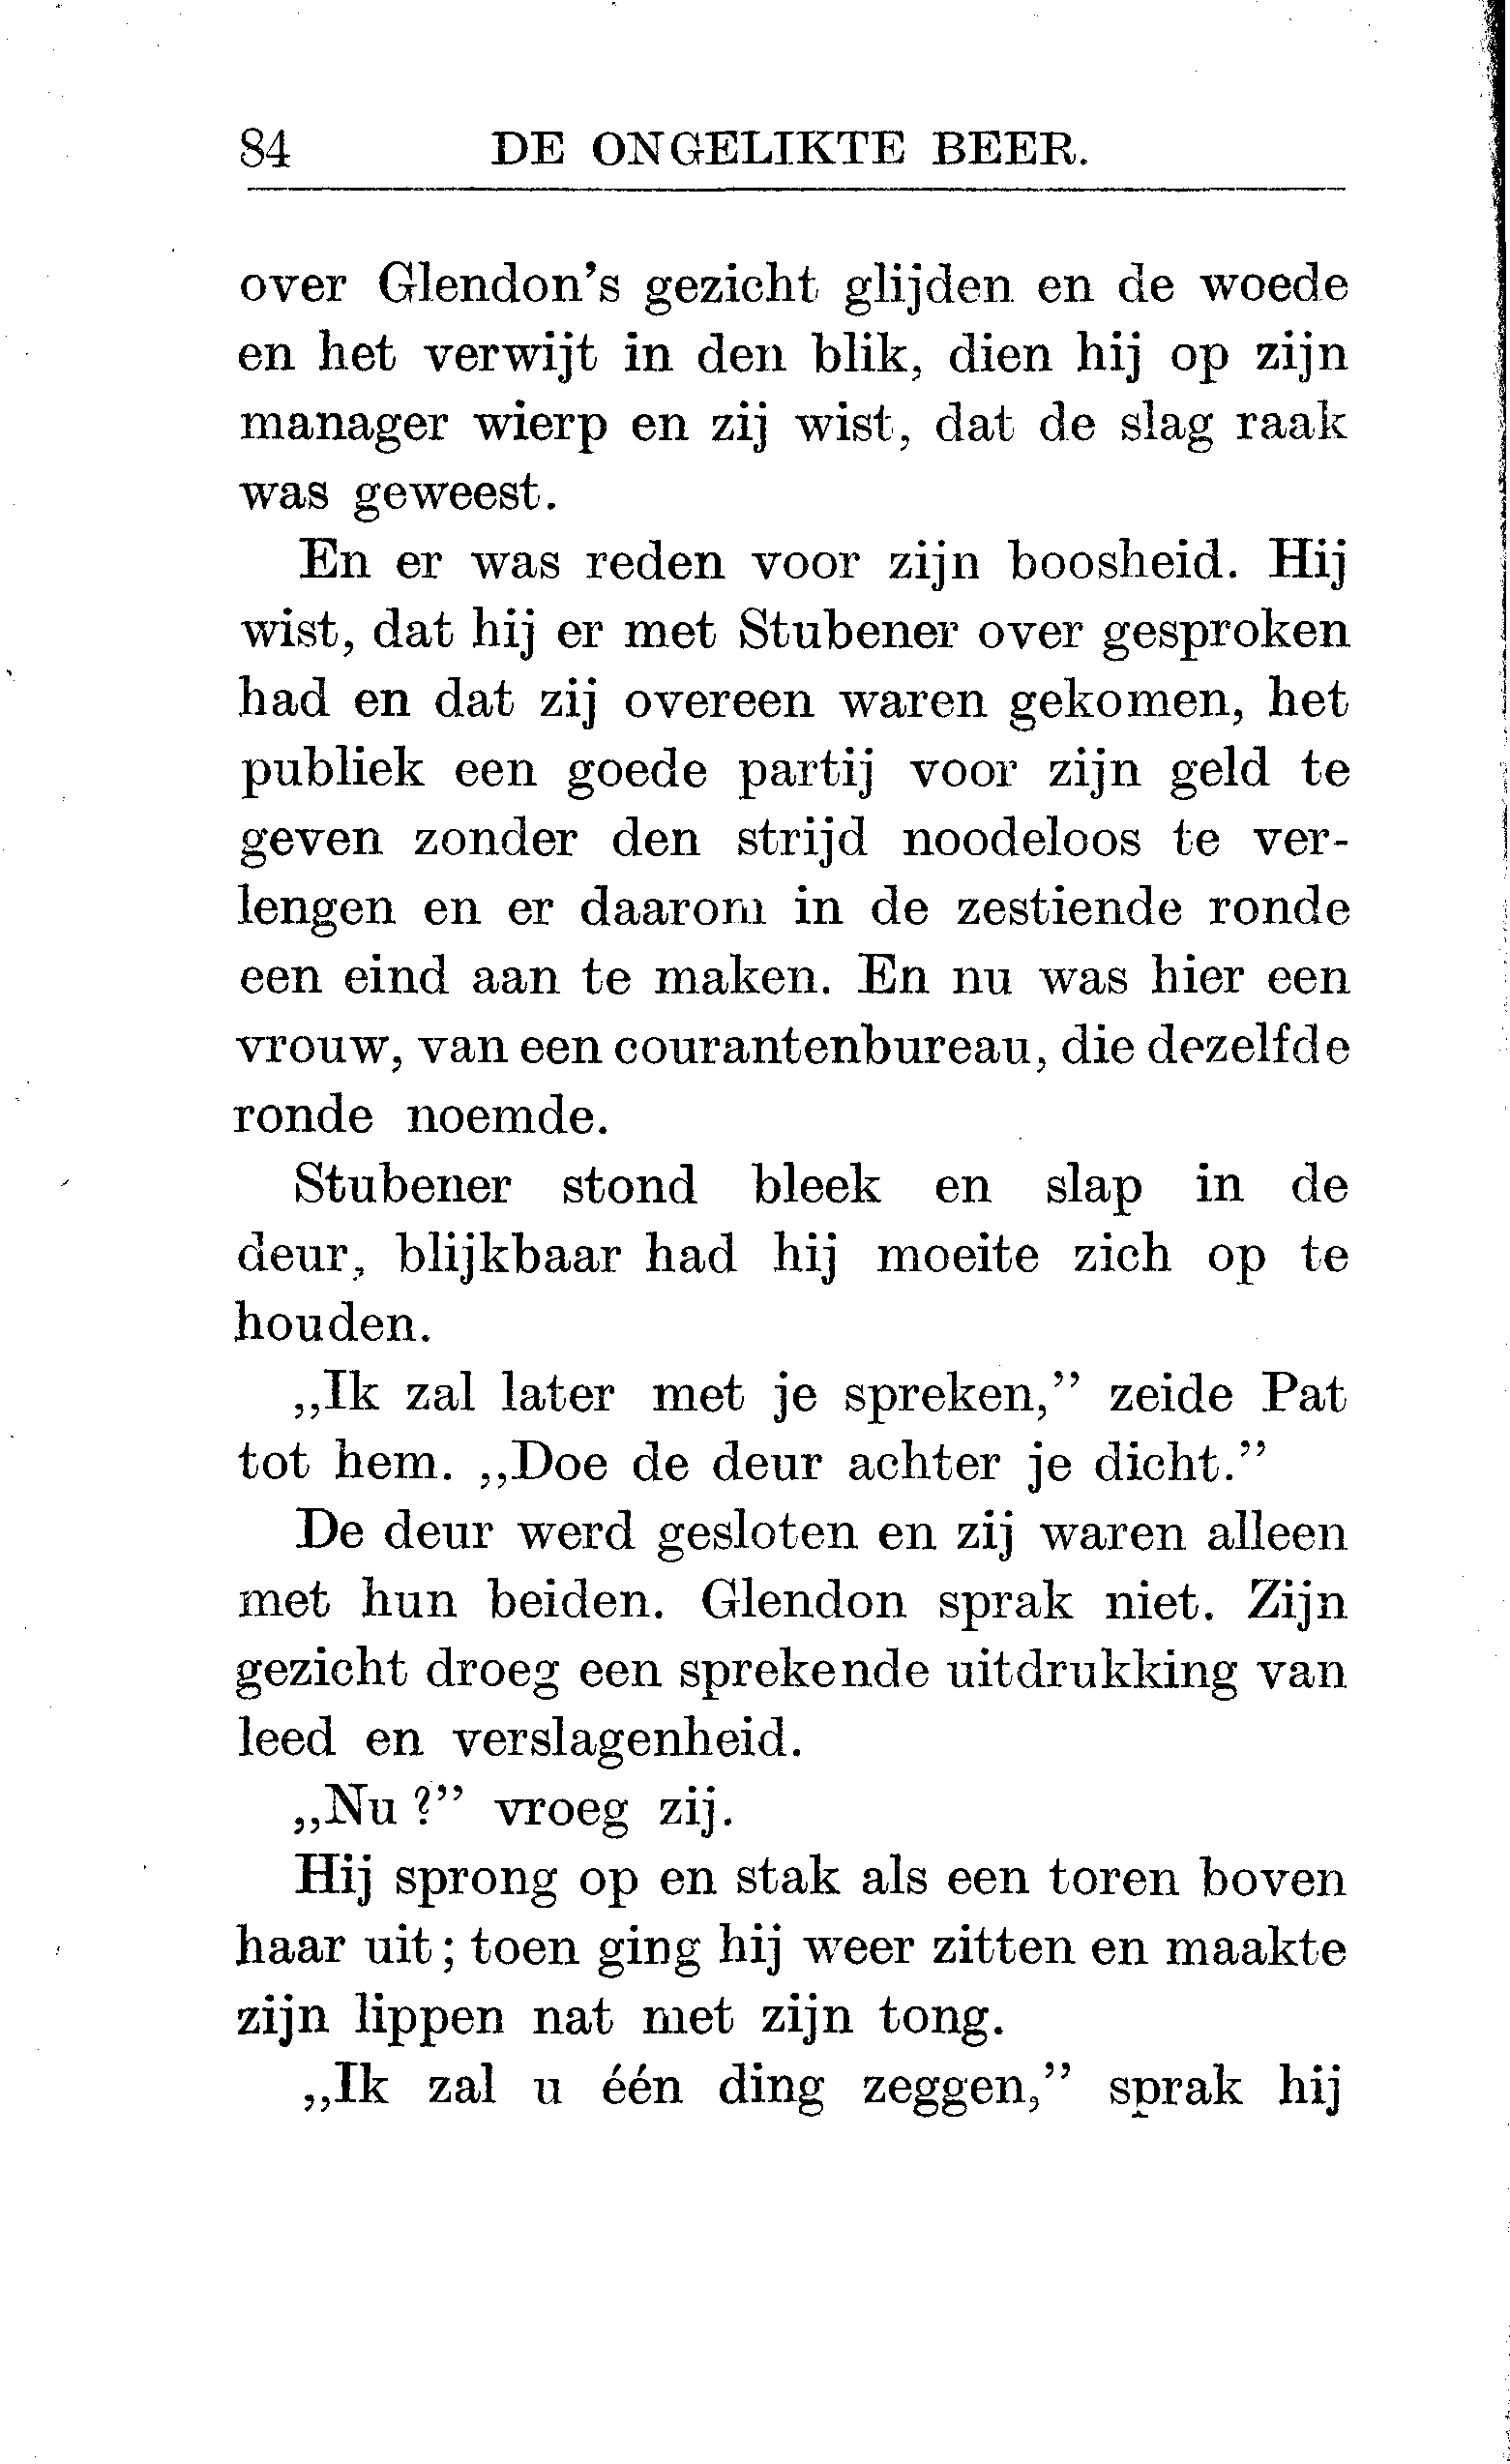 84 DE ONGELIKTE BEER.
over Glendon's gezicht glijden en de woede
en het verwijt in den blik, dien hij op zijn
manager wierp en zij wist, dat de slag raak
was geweest.
En er was reden voor zijn boosheid. Hij
wist, dat hij er met Stubener over gesproken
had en dat zij overeen waren gekomen, het
publiek een goede partij voor zijn geld te
geven zonder den strijd noodeloos te ver-
lengen en er daarom in de zestiende ronde
een eind aan te maken. En nu was hier een
vrouw, van een courantenbureau, die dezelfde
ronde noemde.
Stubener stond bleek en slap in de
deur, blijkbaar had hij moeite zich op te
houden.
„Ik zal later met je spreken,” zeide Pat
tot hem. „Doe de deur achter je dicht.”
De deur werd gesloten en zij waren alleen
met hun beiden. Glendon sprak niet. Zijn
gezicht droeg een sprekende uitdrukking van
leed en verslagenheid.
„Nu ?” vroeg zij.
Hij sprong op en stak als een toren boven
haar uit; toen ging hij weer zitten en maakte
zijn lippen nat met zijn tong.
„Ik zal u één ding zeggen,” sprak hij